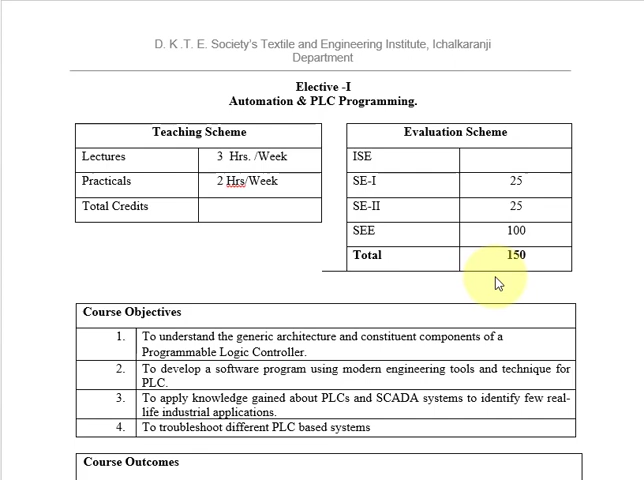 D. K .T. E. Society's Textile and Engineering Institute, Ichalkaranji
Department
Elective -I
Automation & PLC Programming.
Teaching Scheme
Lectures 3 Hrs. /Week
Practicals 2 Hrs/Week
Total Credits
Evaluation Scheme
ISE
SE-I 25
SE-II 25
SEE 100
Total 150
Course Objectives
1. To understand the generic architecture and constituent components of a
Programmable Logic Controller.
2. To develop a software program using modern engineering tools and technique for
PLC.
3. To apply knowledge gained about PLCs and SCADA systems to identify few real-
life industrial applications.
4. To troubleshoot different PLC based systems
Course Outcomes